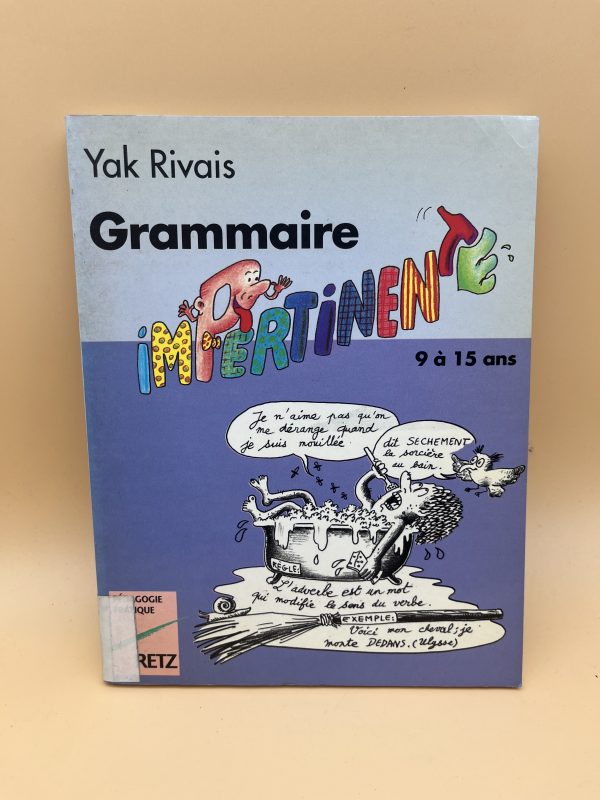 Yak Rivais
Grammaire
iMPERTiNENTE
9 à 15 ans
Je n'aime pas qu'on
me dérange quand
je suis mouillée.
dit SECHEMENT
la sorcière
au bain.
RÈGLE:
L'adverbe est un mot
qui modifie le sens du verbe.
EXEMPLE:
Voici mon cheval; je
monte DEDANS. (Ulysse)